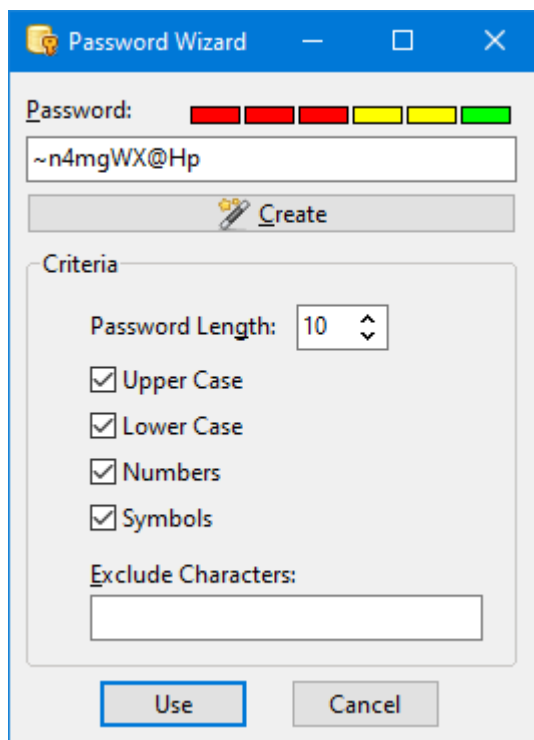 Password Wizard
Password:
~n4mgWX@Hp
Create
Criteria
Password Length: 10
Upper Case
Lower Case
Numbers
Symbols
Exclude Characters:
Use Cancel